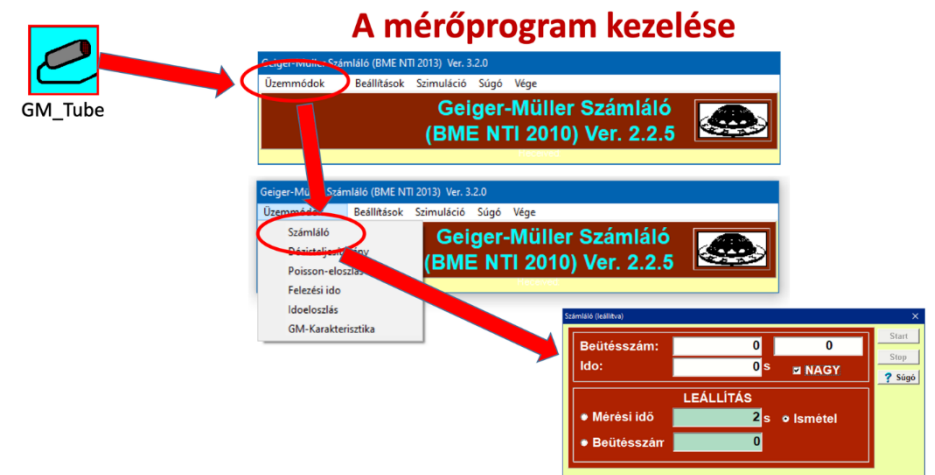 A mérőprogram kezelése
GM_Tube
Geiger-Müller Számláló (BME NTI 2013) Ver. 3.2.0
Üzemmódok Beállítások Szimuláció Súgó Vége
Geiger-Müller Számláló
(BME NTI 2010) Ver. 2.2.5
Geiger-Müller Számláló (BME NTI 2013) Ver. 3.2.0
Üzemmódok Beállítások Szimuláció Súgó Vége
Geiger-Müller Számláló
(BME NTI 2010) Ver. 2.2.5
Számláló
Dózisteljesítmény
Poisson-eloszlás
Felezési ido
Idoeloszlás
GM-Karakterisztika
Számláló (leállítva)
Beütésszám: 0 0
Ido: 0 s NAGY
Start
Stop
? Súgó
LEÁLLÍTÁS
Mérési idő 2 s Ismétel
Beütésszám 0